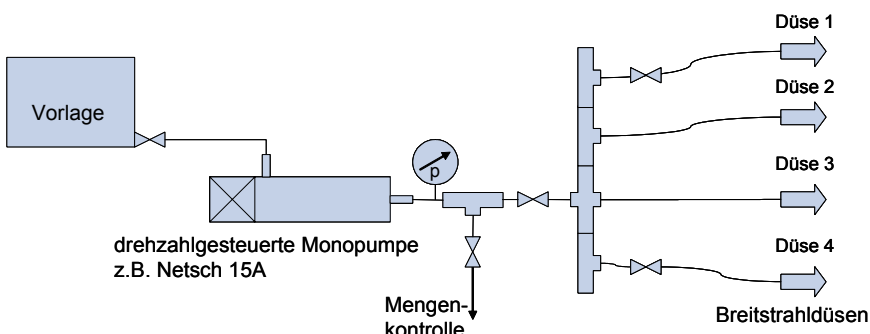 Düse 1
Düse 2
Vorlage
Düse 3
p
drehzahlgesteuerte Monopumpe
z.B. Netsch 15A
Düse 4
Mengen-
kontrolle
Breitstrahldüsen